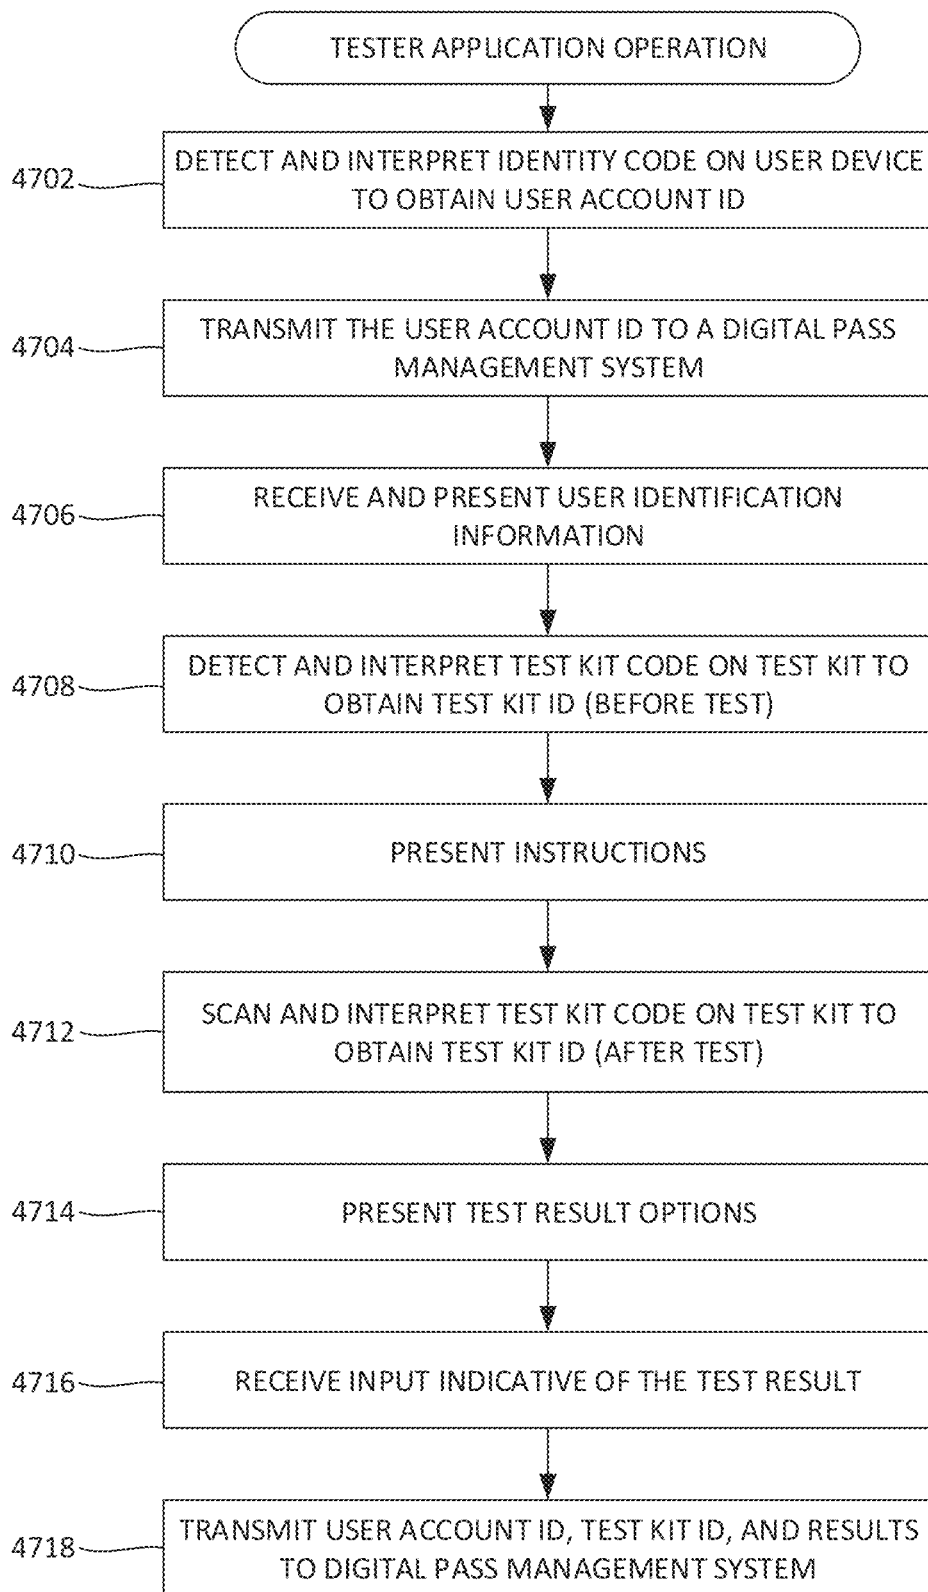 TESTER APPLICATION OPERATION
4702
DETECT AND INTERPRET IDENTITY CODE ON USER DEVICE
TO OBTAIN USER ACCOUNT ID
4704
TRANSMIT THE USER ACCOUNT ID TO A DIGITAL PASS
MANAGEMENT SYSTEM
4706
RECEIVE AND PRESENT USER IDENTIFICATION
INFORMATION
4708
DETECT AND INTERPRET TEST KIT CODE ON TEST KIT TO
OBTAIN TEST KIT ID (BEFORE TEST)
4710
PRESENT INSTRUCTIONS
4712
SCAN AND INTERPRET TEST KIT CODE ON TEST KIT TO
OBTAIN TEST KIT ID (AFTER TEST)
4714
PRESENT TEST RESULT OPTIONS
4716
RECEIVE INPUT INDICATIVE OF THE TEST RESULT
4718
TRANSMIT USER ACCOUNT ID, TEST KIT ID, AND RESULTS
TO DIGITAL PASS MANAGEMENT SYSTEM